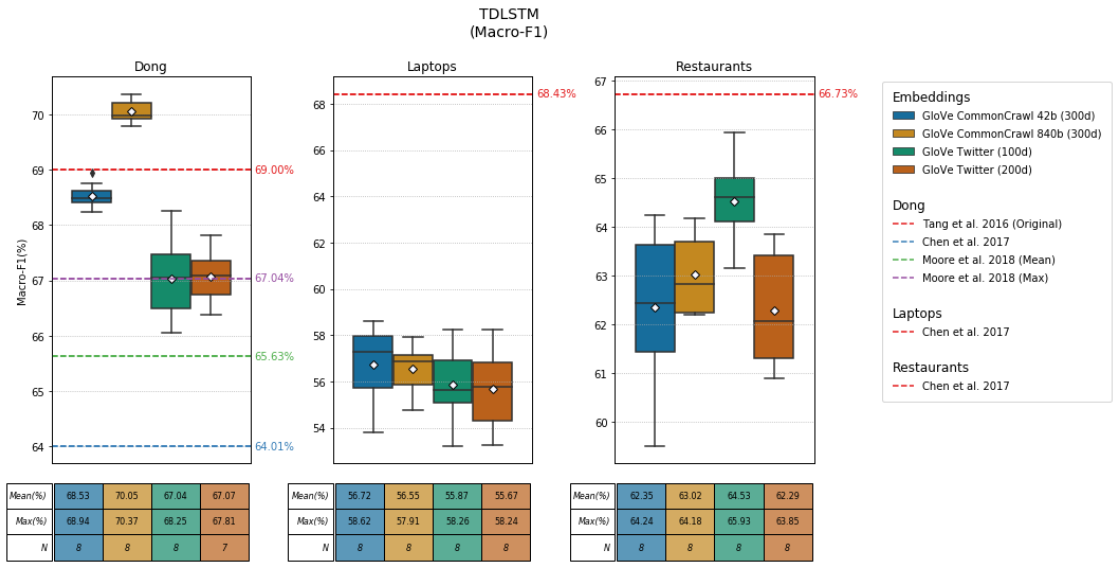 TDLSTM
(Macro-F1)
Dong
Macro-F1(%)
70
69
68
67
66
65
64
69.00%
67.04%
65.63%
64.01%
Laptops
68
66
64
62
60
58
56
54
68.43%
Restaurants
67
66
65
64
63
62
61
60
66.73%
Embeddings
GloVe CommonCrawl 42b (300d)
GloVe CommonCrawl 840b (300d)
GloVe Twitter (100d)
GloVe Twitter (200d)
Dong
Tang et al. 2016 (Original)
Chen et al. 2017
Moore et al. 2018 (Mean)
Moore et al. 2018 (Max)
Laptops
Chen et al. 2017
Restaurants
Chen et al. 2017
Mean(%) 68.53 70.05 67.04 67.07
Max(%) 68.94 70.37 68.25 67.81
N 8 8 8 7
Mean(%) 56.72 56.55 55.87 55.67
Max(%) 58.62 57.91 58.26 58.24
N 8 8 8 8
Mean(%) 62.35 63.02 64.53 62.29
Max(%) 64.24 64.18 65.93 63.85
N 8 8 8 8